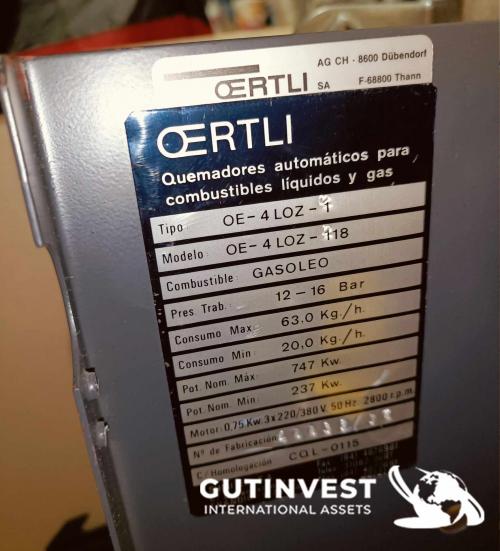 AG CH - 8600 Dübendorf
ŒRTLI SA F-68800 Thann
ŒRTLI
Quemadores automáticos para
combustibles líquidos y gas
Tipo OE-4 LOZ-1
Modelo: OE-4 LOZ-118
Combustible: GASOLEO
Pres. Trab.: 12-16 Bar
Consumo Max: 63.0 Kg./h.
Consumo Min: 20,0 Kg./h.
Pot. Nom. Máx: 747 Kw.
Pot. Nom. Min: 237 Kw.
Motor: 0,75 Kw. 3x220/380 V. 50 Hz. 2800 r.p.m.
Nº de Fabricación
C/ Homologación CQL-0115
GUTINVEST
INTERNATIONAL ASSETS